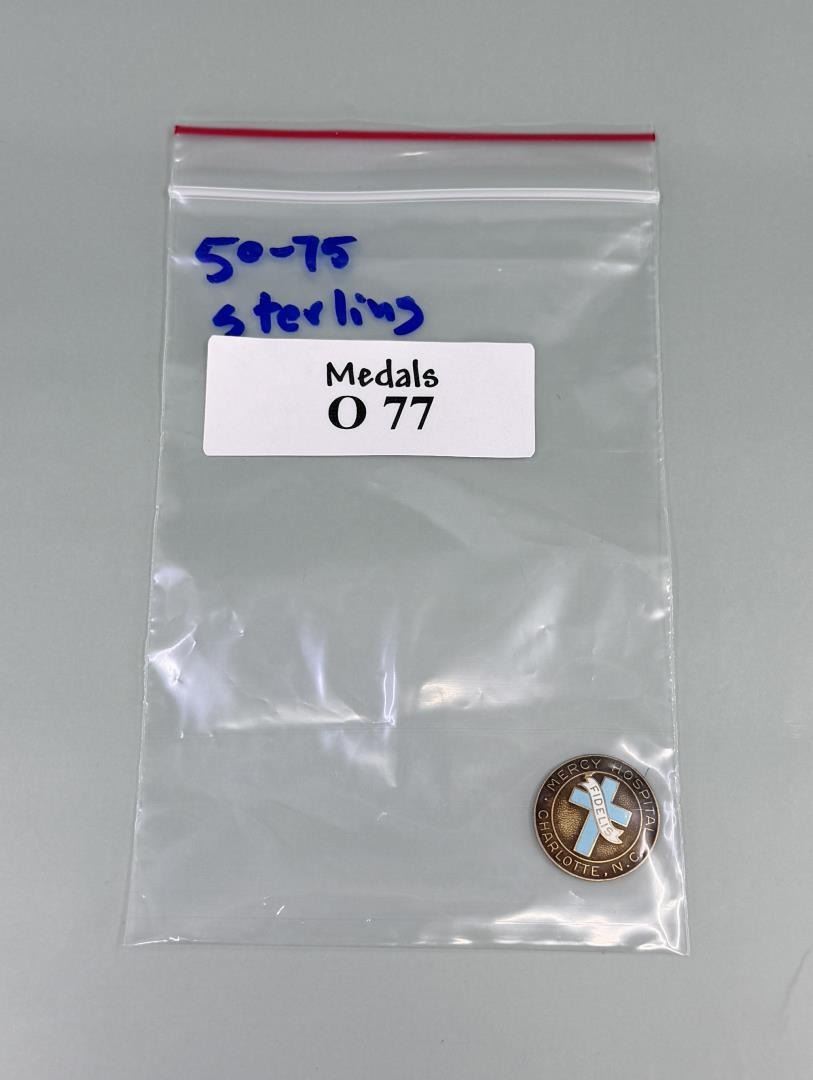 50-75
sterling
Medals
O 77
MERCY HOSPITAL
FIDELIS
CHARLOTTE, N.C.